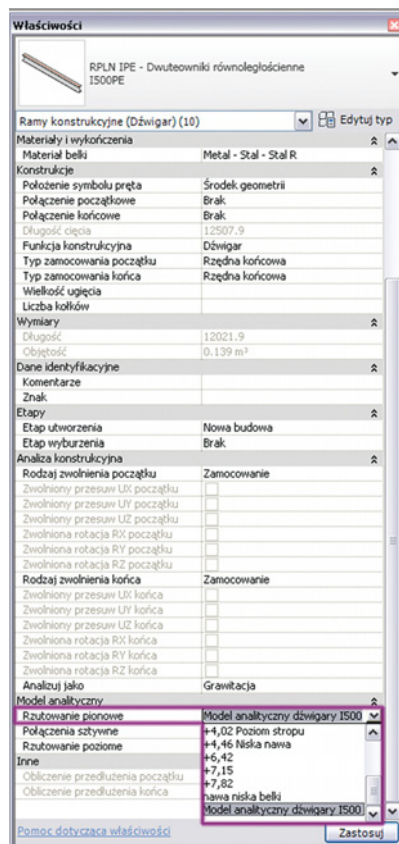 Właściwości
RPLN IPE - Dwuteowniki równoległościenne
I500PE
Ramy konstrukcyjne (Dźwigar) (10)
Edytuj typ
Materiały i wykończenia
Materiał belki Metal - Stal - Stal R
Konstrukcje
Położenie symbolu pręta Środek geometrii
Połączenie początkowe Brak
Połączenie końcowe Brak
Długość cięcia 12507.9
Funkcja konstrukcyjna Dźwigar
Typ zamocowania początku Rzędna końcowa
Typ zamocowania końca Rzędna końcowa
Wielkość ugięcia
Liczba kołków
Wymiary
Długość 12021.9
Objętość 0.139 m³
Dane identyfikacyjne
Komentarze
Znak
Etapy
Etap utworzenia Nowa budowa
Etap wyburzenia Brak
Analiza konstrukcyjna
Rodzaj zwolnienia początku Zamocowanie
Zwolniony przesuw UX początku
Zwolniony przesuw UY początku
Zwolniony przesuw UZ początku
Zwolniona rotacja RX początku
Zwolniona rotacja RY początku
Zwolniona rotacja RZ początku
Rodzaj zwolnienia końca Zamocowanie
Zwolniony przesuw UX końca
Zwolniony przesuw UY końca
Zwolniony przesuw UZ końca
Zwolniona rotacja RX końca
Zwolniona rotacja RY końca
Zwolniona rotacja RZ końca
Analizuj jako Grawitacja
Model analityczny
Rzutowanie pionowe Model analityczny dźwigary I500
Połączenia sztywne +4,02 Poziom stropu
Rzutowanie poziome +4,46 Niska nawa
Inne +6,42
Obliczenie przedłużenia początku +7,15
Obliczenie przedłużenia końca +7,82
nawa niska belki
Model analityczny dźwigary I500
Pomoc dotycząca właściwości
Zastosuj